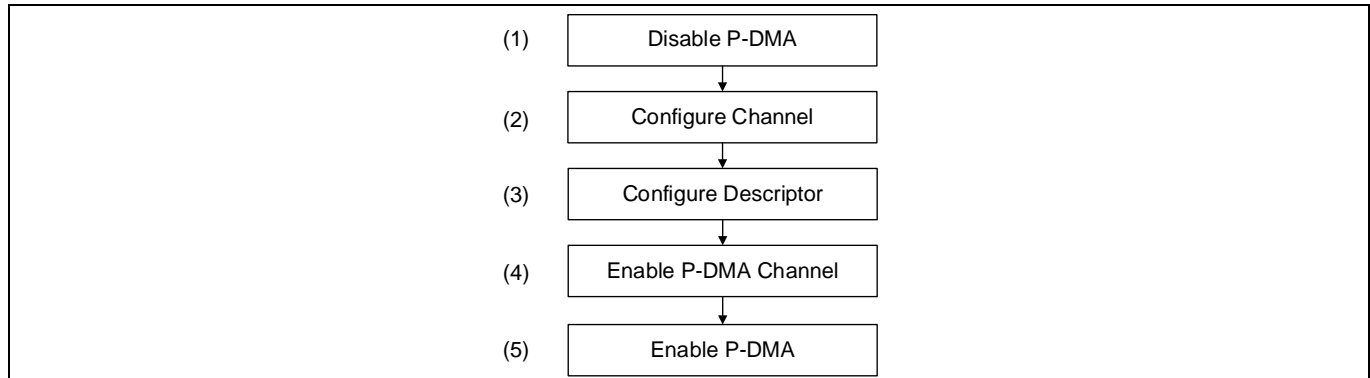 (1) Disable P-DMA
(2) Configure Channel
(3) Configure Descriptor
(4) Enable P-DMA Channel
(5) Enable P-DMA